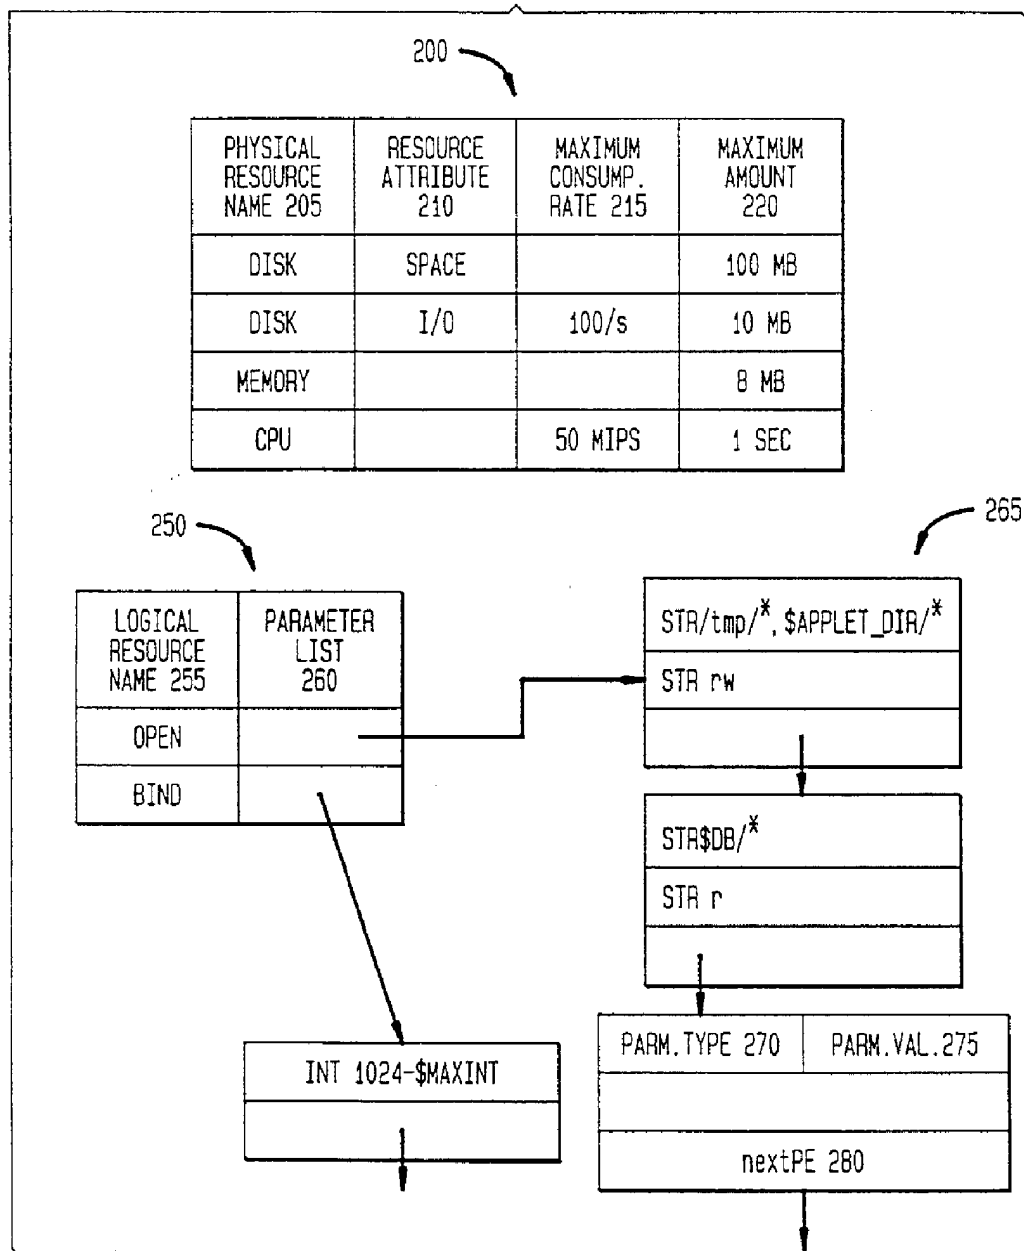 200
PHYSICAL
RESOURCE
NAME 205
RESOURCE
ATTRIBUTE
210
MAXIMUM
CONSUMP.
RATE 215
MAXIMUM
AMOUNT
220
DISK
SPACE
100 MB
DISK
I/O
100/s
10 MB
MEMORY
8 MB
CPU
50 MIPS
1 SEC
250
265
LOGICAL
RESOURCE
NAME 255
PARAMETER
LIST
260
OPEN
BIND
STR/tmp/*, $APPLET_DIR/*
STR rw
STR$DB/*
STR r
PARM.TYPE 270
PARM.VAL.275
nextPE 280
INT 1024-$MAXINT